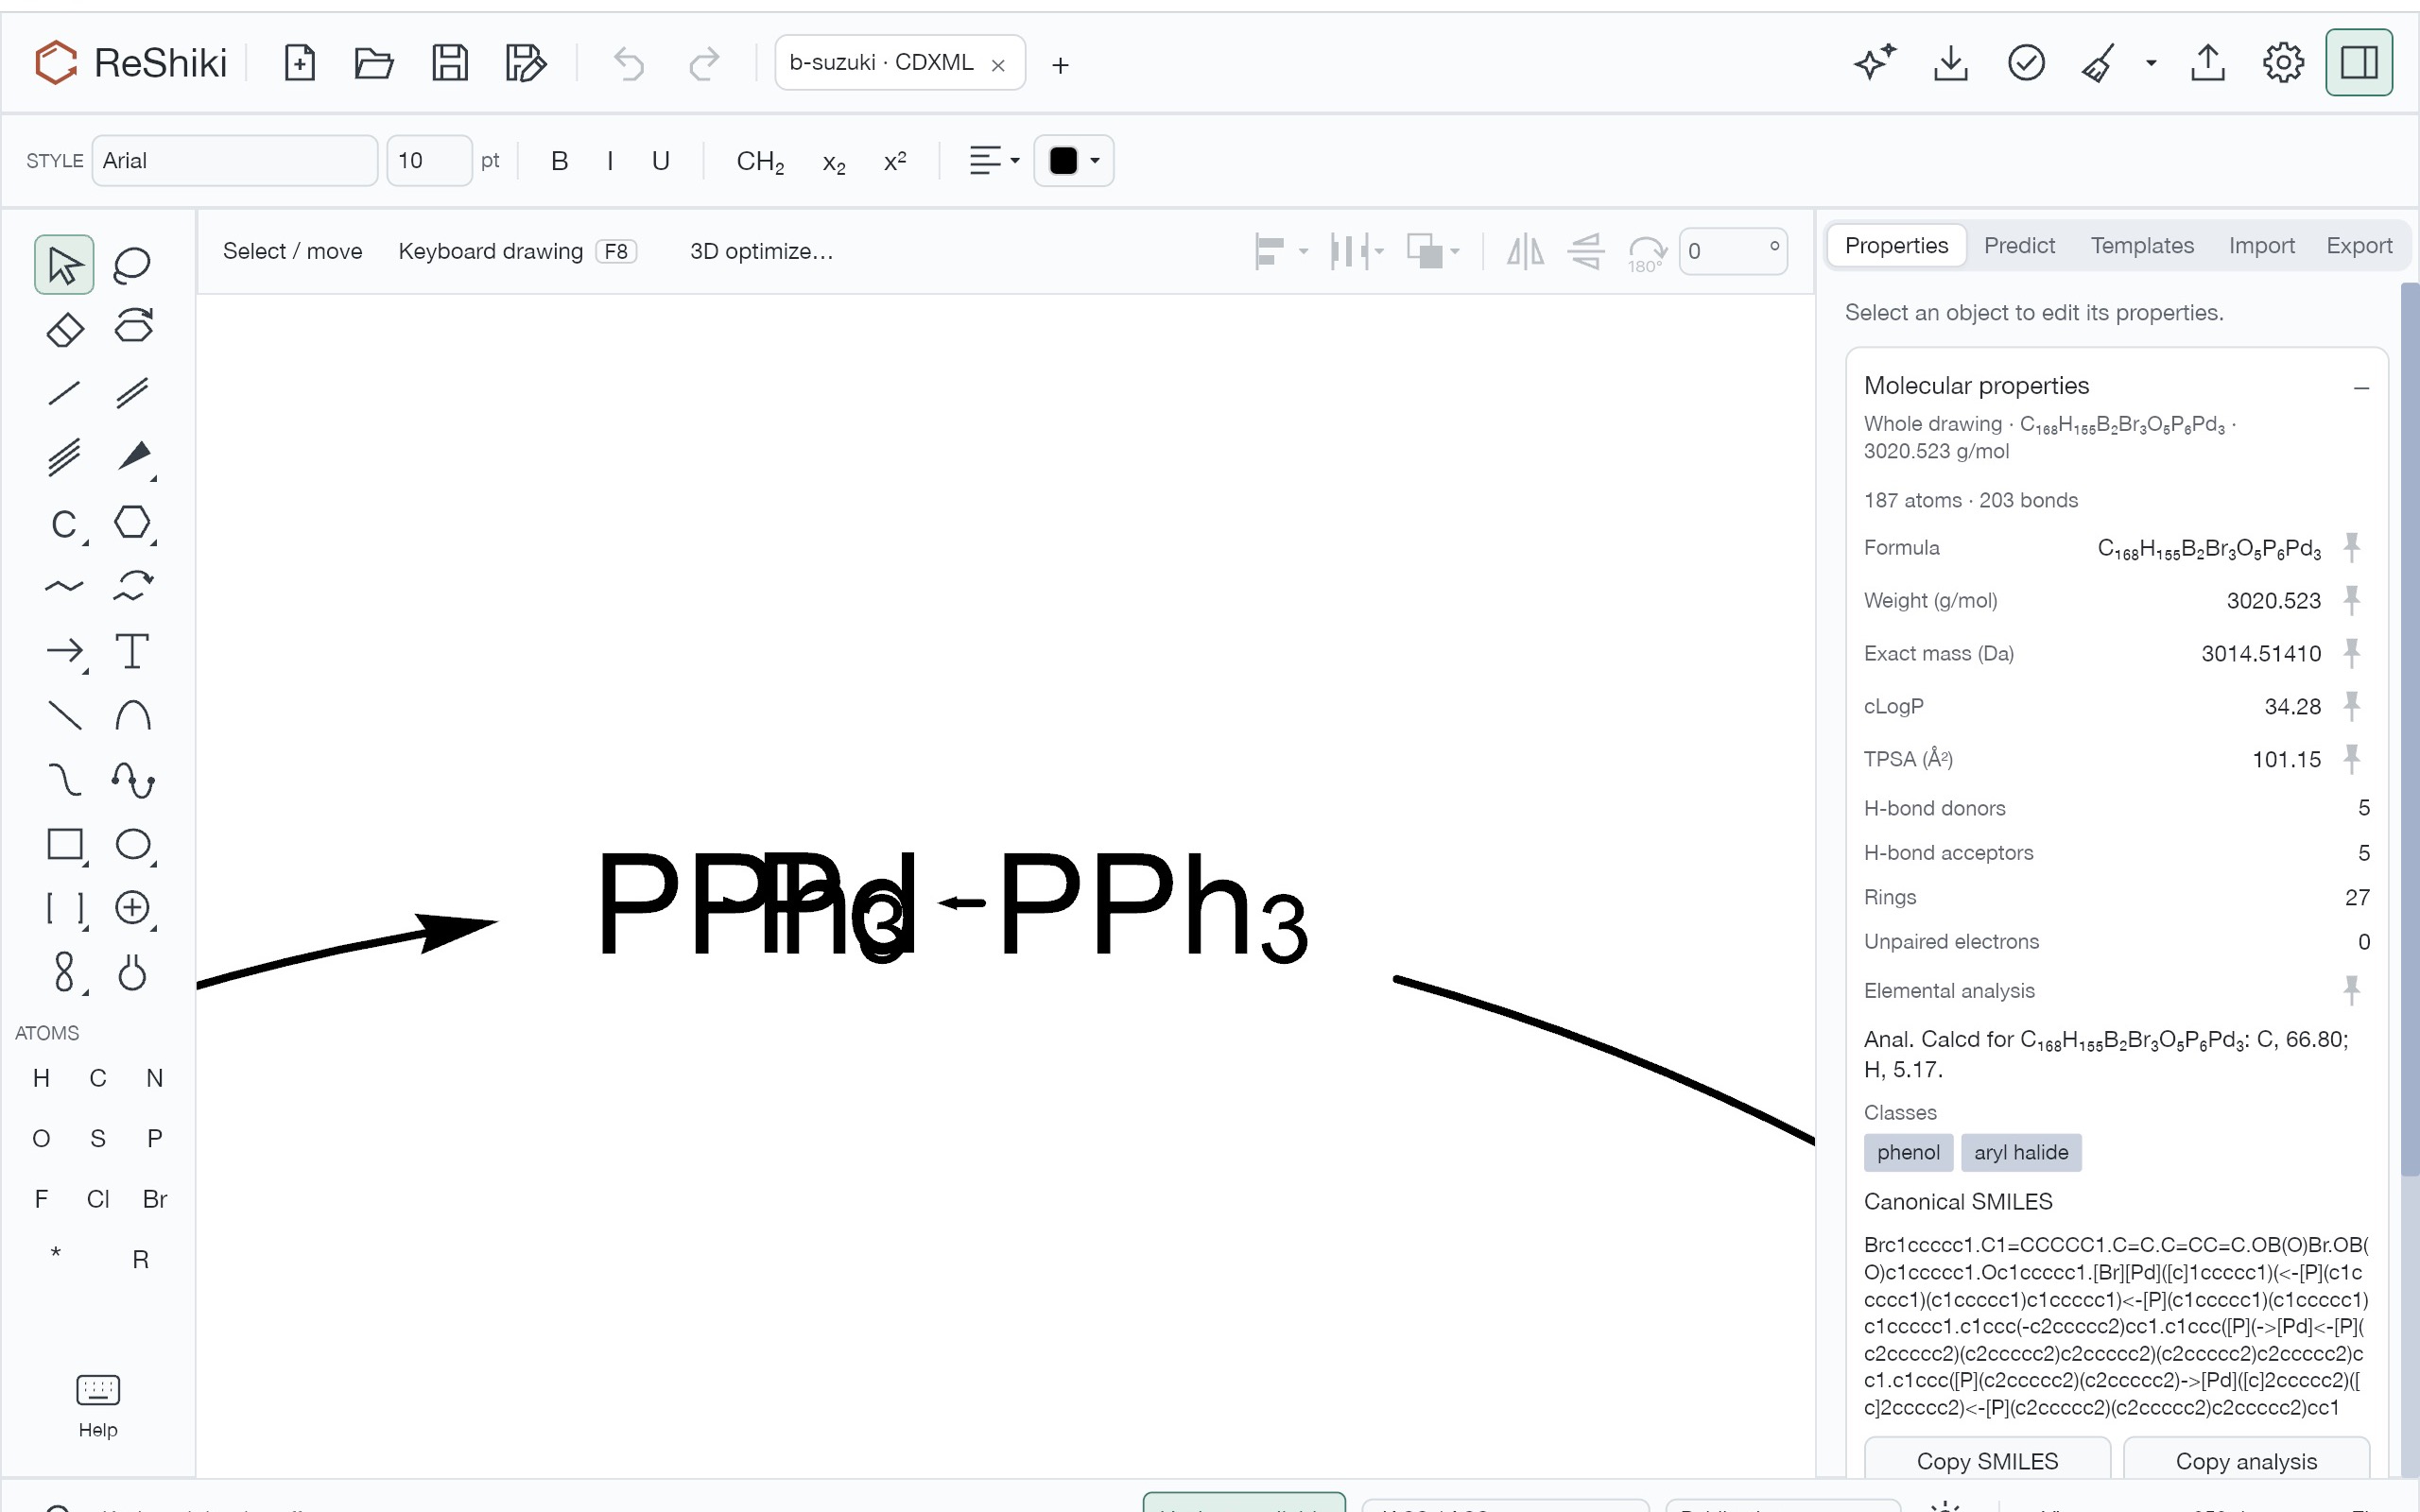 ReShiki
b-suzuki · CDXML × +
STYLE Arial 10 pt B I U CH₂ x₂ x²
Select / move Keyboard drawing F8 3D optimize... 180° 0 °
Properties Predict Templates Import Export
Select an object to edit its properties.
Molecular properties –
Whole drawing · C₁₆₈H₁₅₅B₂Br₃O₅P₆Pd₃ ·
3020.523 g/mol
187 atoms · 203 bonds
Formula C₁₆₈H₁₅₅B₂Br₃O₅P₆Pd₃
Weight (g/mol) 3020.523
Exact mass (Da) 3014.51410
cLogP 34.28
TPSA (Å²) 101.15
H-bond donors 5
H-bond acceptors 5
Rings 27
Unpaired electrons 0
Elemental analysis
Anal. Calcd for C₁₆₈H₁₅₅B₂Br₃O₅P₆Pd₃: C, 66.80;
H, 5.17.
Classes
phenol aryl halide
Canonical SMILES
Brc1ccccc1.C1=CCCCC1.C=C.C=CC=C.OB(O)Br.OB(
O)c1ccccc1.Oc1ccccc1.[Br][Pd]([c]1ccccc1)(<-[P](c1c
cccc1)(c1ccccc1)c1ccccc1)<-[P](c1ccccc1)(c1ccccc1)
c1ccccc1.c1ccc(-c2ccccc2)cc1.c1ccc([P](->[Pd]<-[P](
c2ccccc2)(c2ccccc2)c2ccccc2)(c2ccccc2)c2ccccc2)c
c1.c1ccc([P](c2ccccc2)(c2ccccc2)->[Pd]([c]2ccccc2)([
c]2ccccc2)<-[P](c2ccccc2)(c2ccccc2)c2ccccc2)cc1
Copy SMILES Copy analysis
PPh₃ Pd PPh₃
C
T
ATOMS
H C N
O S P
F Cl Br
* R
Help